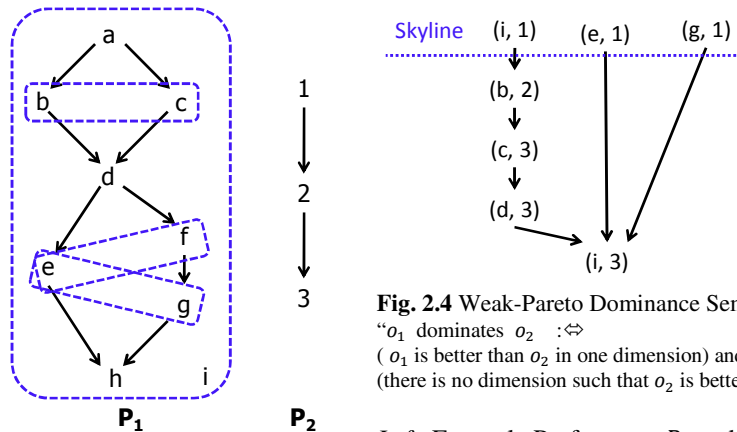 a
b c
d
f
e
g
h i
P1
1
2
3
P2
Skyline (i, 1) (e, 1) (g, 1)
(b, 2)
(c, 3)
(d, 3)
(i, 3)
Fig. 2.4 Weak-Pareto Dominance Sem
“o1 dominates o2 :⇔
( o1 is better than o2 in one dimension) and
(there is no dimension such that o2 is bette